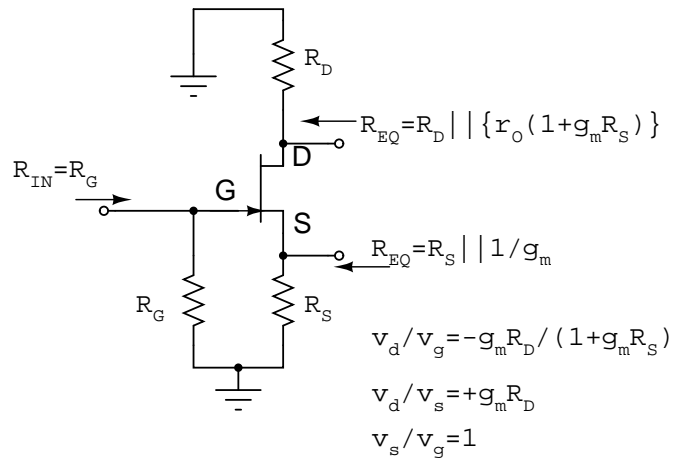 R_D
R_EQ=R_D||{r_O(1+g_mR_S)}
D
R_IN=R_G
G
S
R_EQ=R_S||1/g_m
R_G
R_S
v_d/v_g=-g_mR_D/(1+g_mR_S)
v_d/v_s=+g_mR_D
v_s/v_g=1